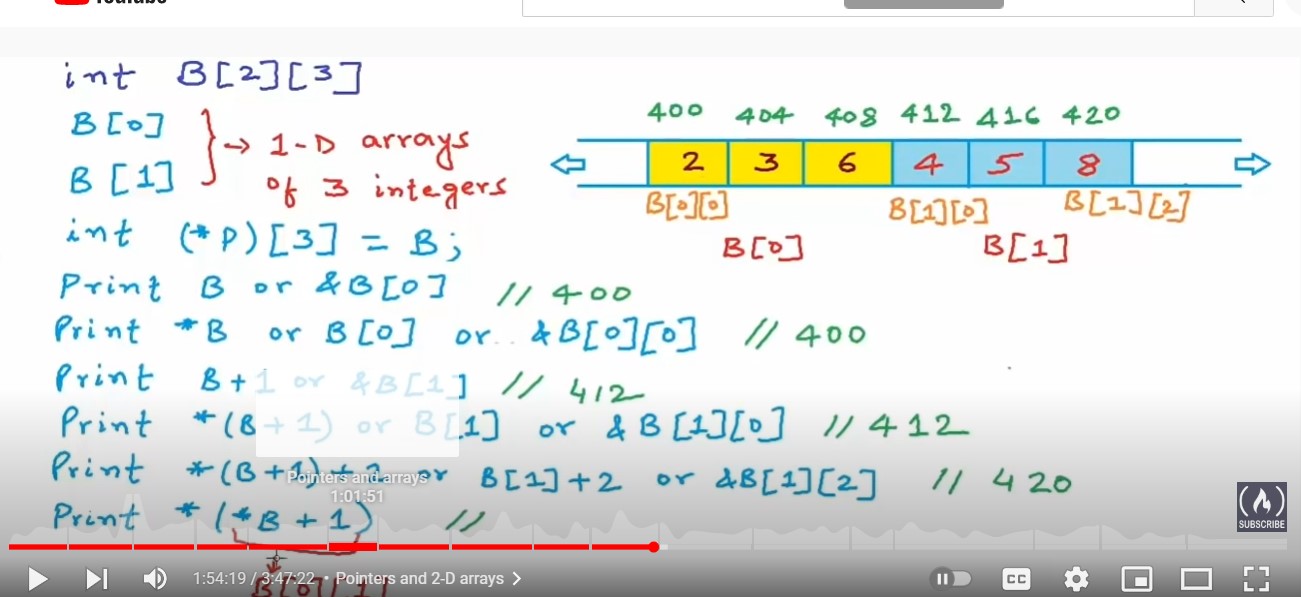 YouTube
int B[2][3]
B[0]
B[1]
→ 1-D arrays
of 3 integers
400 404 408 412 416 420
2 3 6 4 5 8
B[0][0] B[1][0] B[1][2]
B[0] B[1]
int (*P)[3] = B;
Print B or &B[0] // 400
Print *B or B[0] or &B[0][0] // 400
Print B+1 or &B[1] // 412
Print *(B+1) or B[1] or &B[1][0] // 412
Print *(B+1)+2 or B[1]+2 or &B[1][2] // 420
Pointers and arrays
1:01:51
Print *(*B+1) //
SUBSCRIBE
1:54:19 / 3:47:22 • Pointers and 2-D arrays >
CC